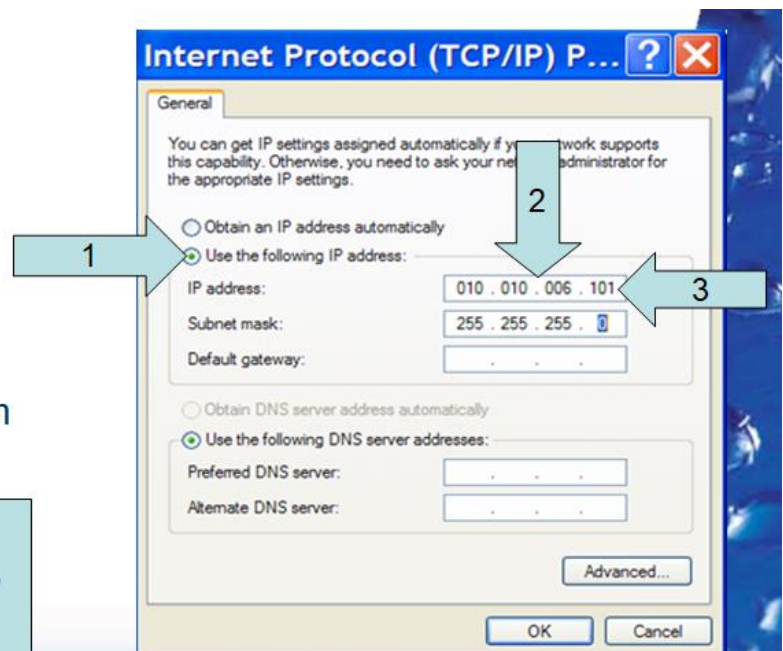 Internet Protocol (TCP/IP) P...
General
You can get IP settings assigned automatically if your network supports
this capability. Otherwise, you need to ask your network administrator for
the appropriate IP settings.
2
Obtain an IP address automatically
1
Use the following IP address:
IP address: 010 . 010 . 006 . 101
3
Subnet mask: 255 . 255 . 255 . 0
Default gateway: . . .
Obtain DNS server address automatically
Use the following DNS server addresses:
Preferred DNS server: . . .
Alternate DNS server: . . .
Advanced...
OK Cancel